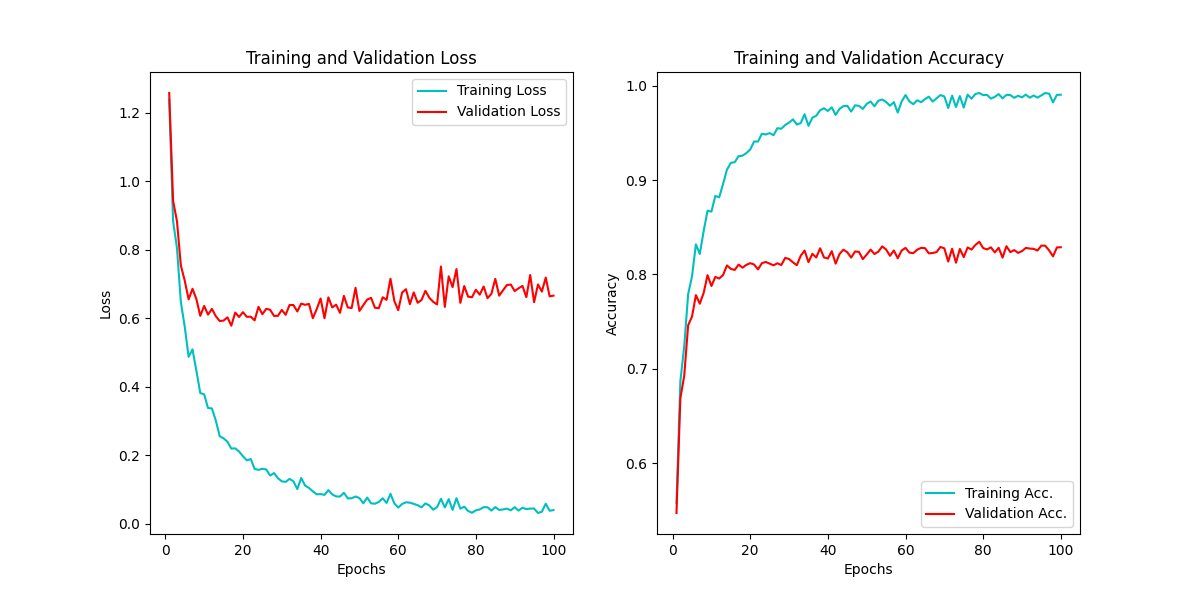 Training and Validation Loss
Training Loss
Validation Loss
1.2
1.0
0.8
0.6
0.4
0.2
0.0
Loss
0 20 40 60 80 100
Epochs
Training and Validation Accuracy
1.0
0.9
0.8
0.7
0.6
Accuracy
Training Acc.
Validation Acc.
0 20 40 60 80 100
Epochs